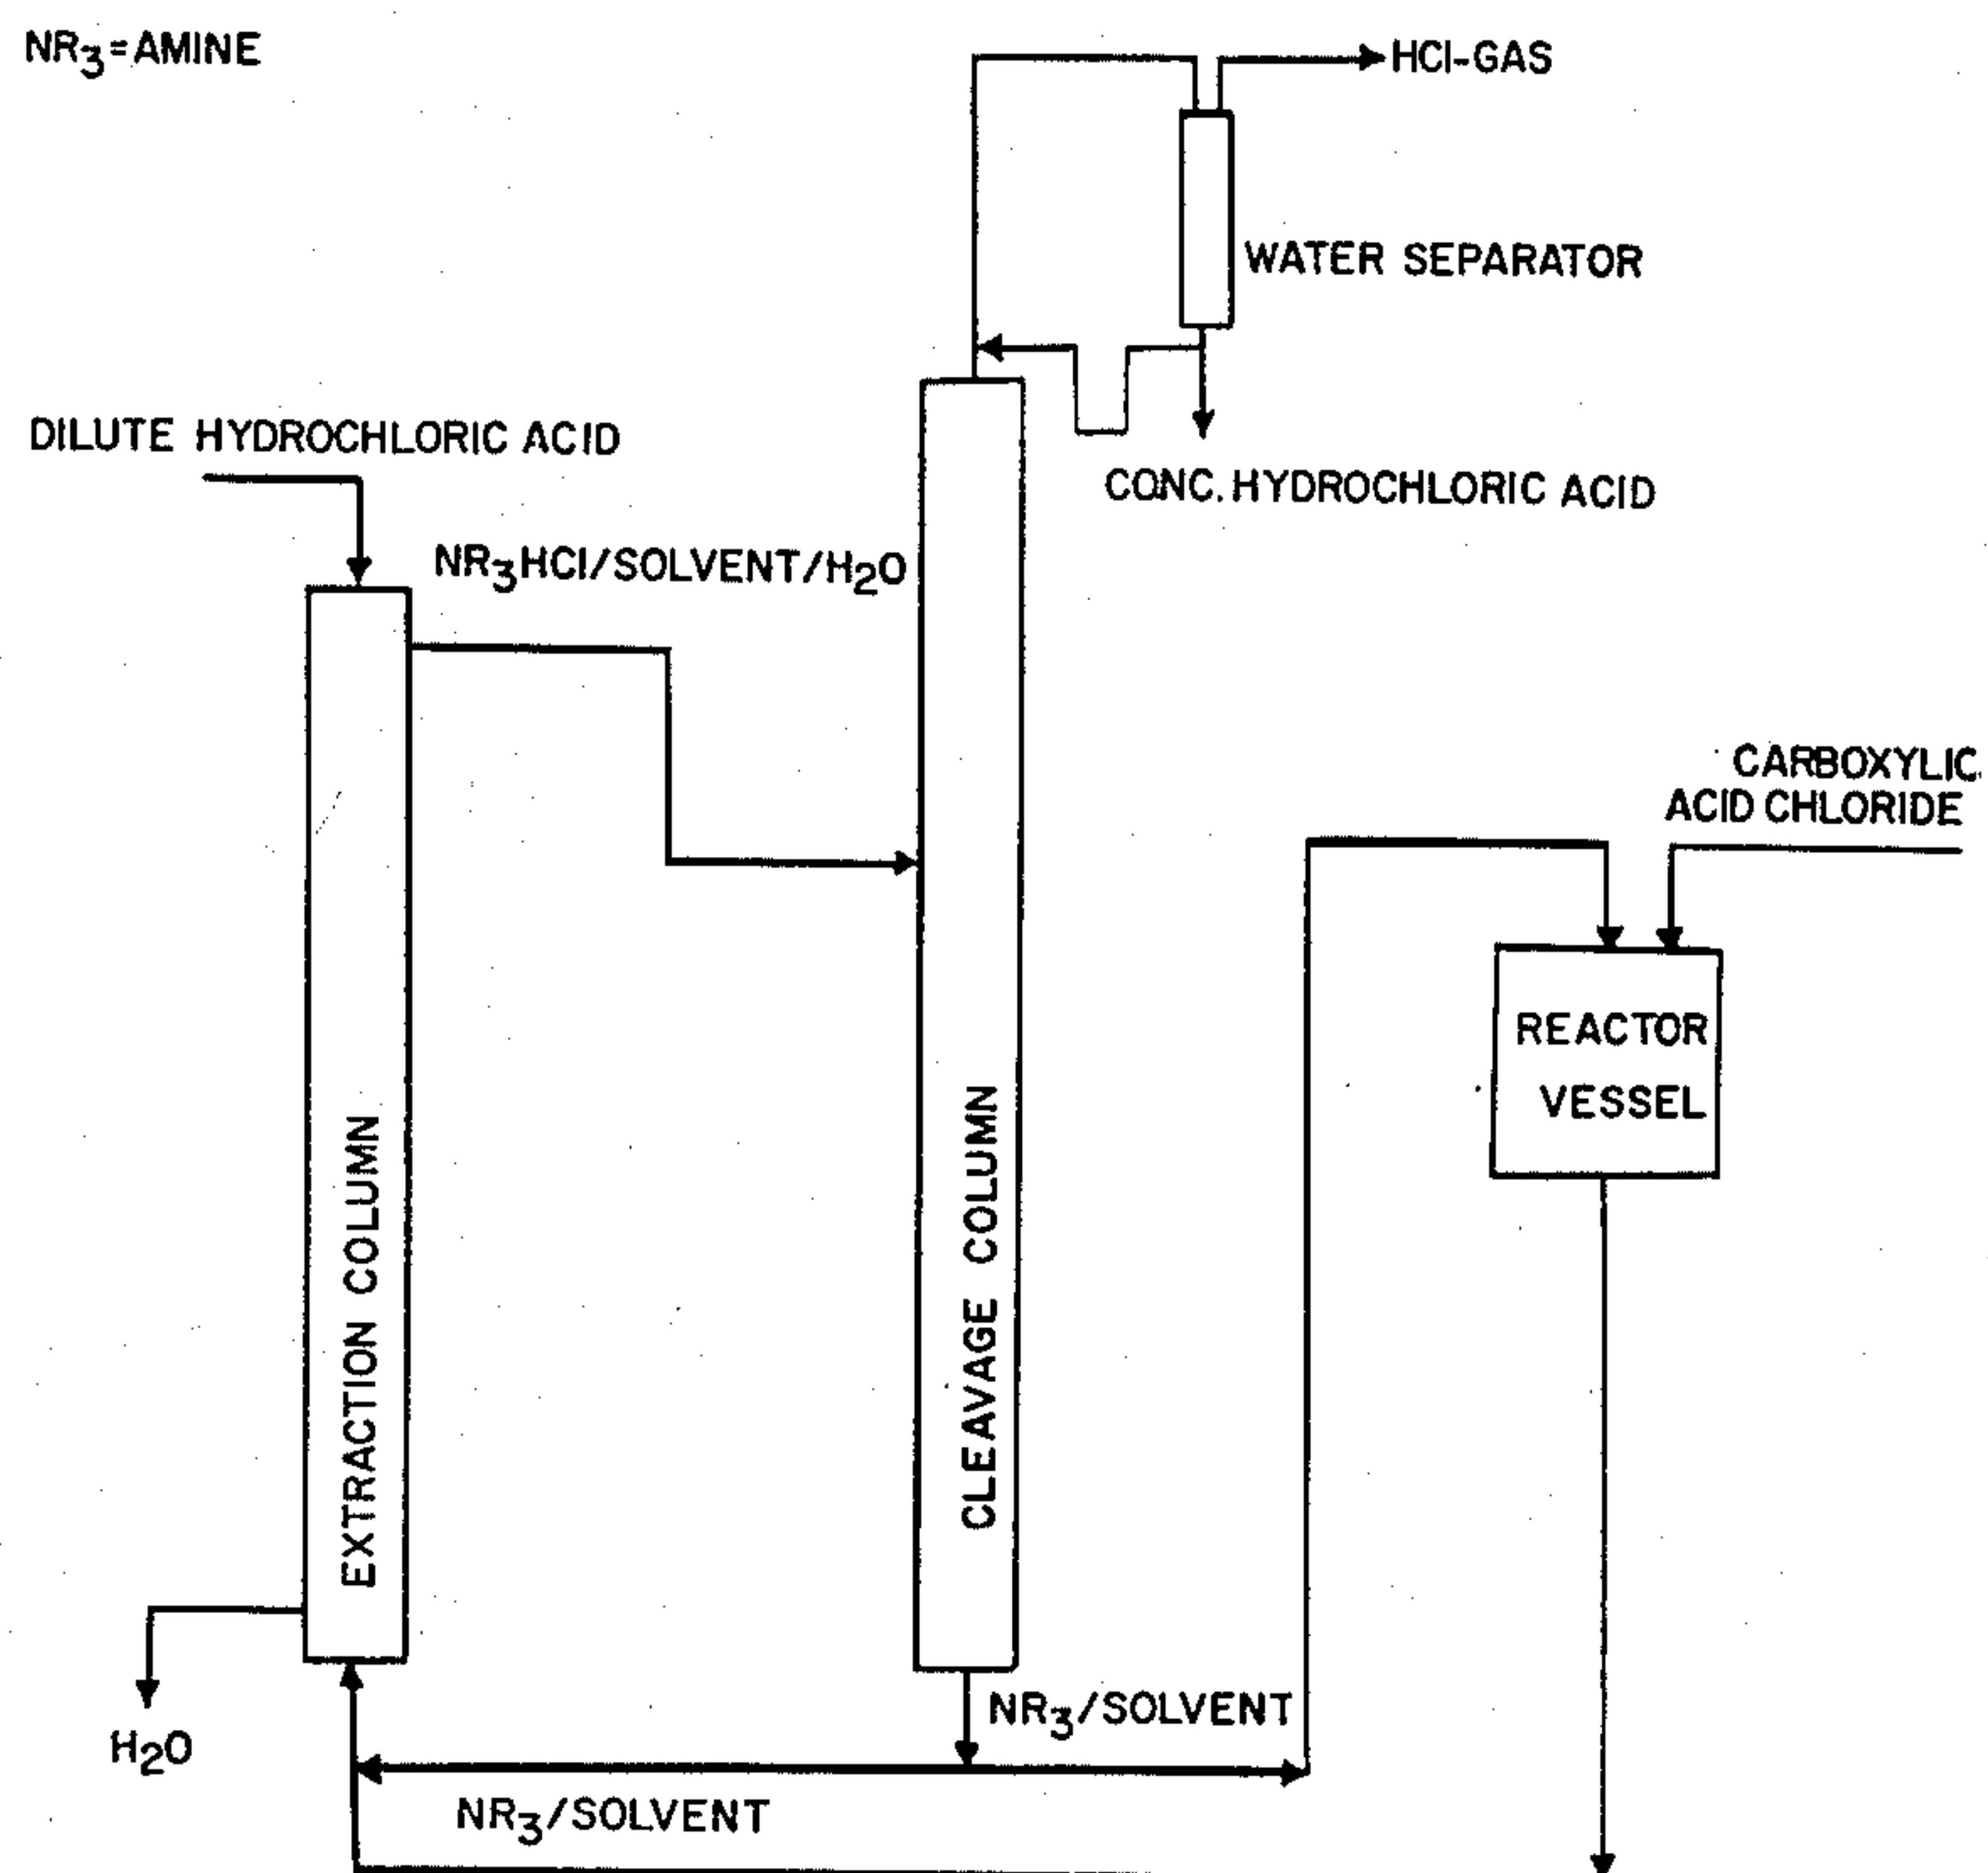 NR3=AMINE
HCl-GAS
WATER SEPARATOR
DILUTE HYDROCHLORIC ACID
CONC. HYDROCHLORIC ACID
NR3HCl/SOLVENT/H2O
CARBOXYLIC
ACID CHLORIDE
REACTOR
VESSEL
EXTRACTION COLUMN
CLEAVAGE COLUMN
NR3/SOLVENT
H2O
NR3/SOLVENT